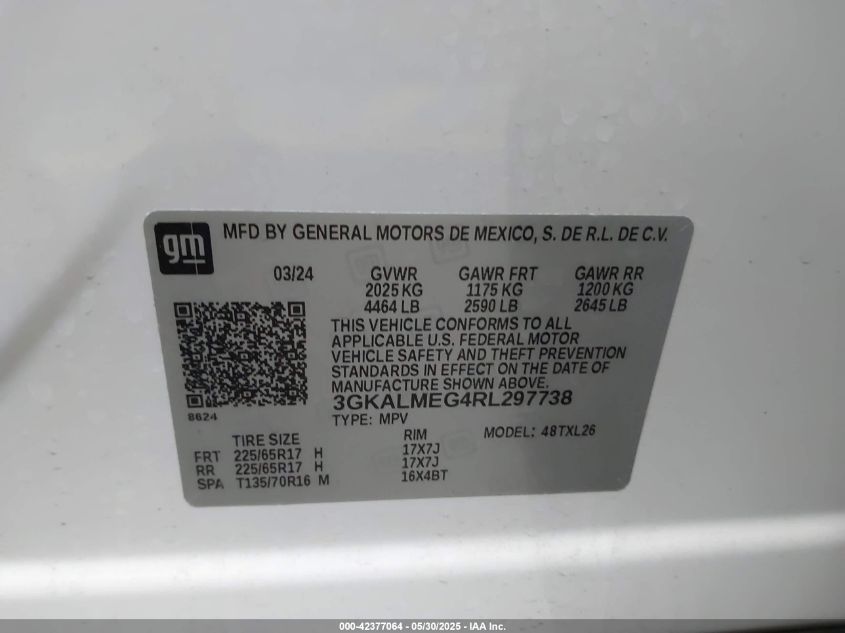 gm
MFD BY GENERAL MOTORS DE MEXICO, S. DE R.L. DE C.V.
03/24 GVWR GAWR FRT GAWR RR
2025 KG 1175 KG 1200 KG
4464 LB 2590 LB 2645 LB
THIS VEHICLE CONFORMS TO ALL
APPLICABLE U.S. FEDERAL MOTOR
VEHICLE SAFETY AND THEFT PREVENTION
STANDARDS IN EFFECT ON THE DATE OF
MANUFACTURE SHOWN ABOVE.
8624
3GKALMEG4RL297738
TYPE: MPV
TIRE SIZE RIM MODEL: 48TXL26
FRT 225/65R17 H 17X7J
RR 225/65R17 H 17X7J
SPA T135/70R16 M 16X4BT
000-42377064 - 05/30/2025 - IAA Inc.